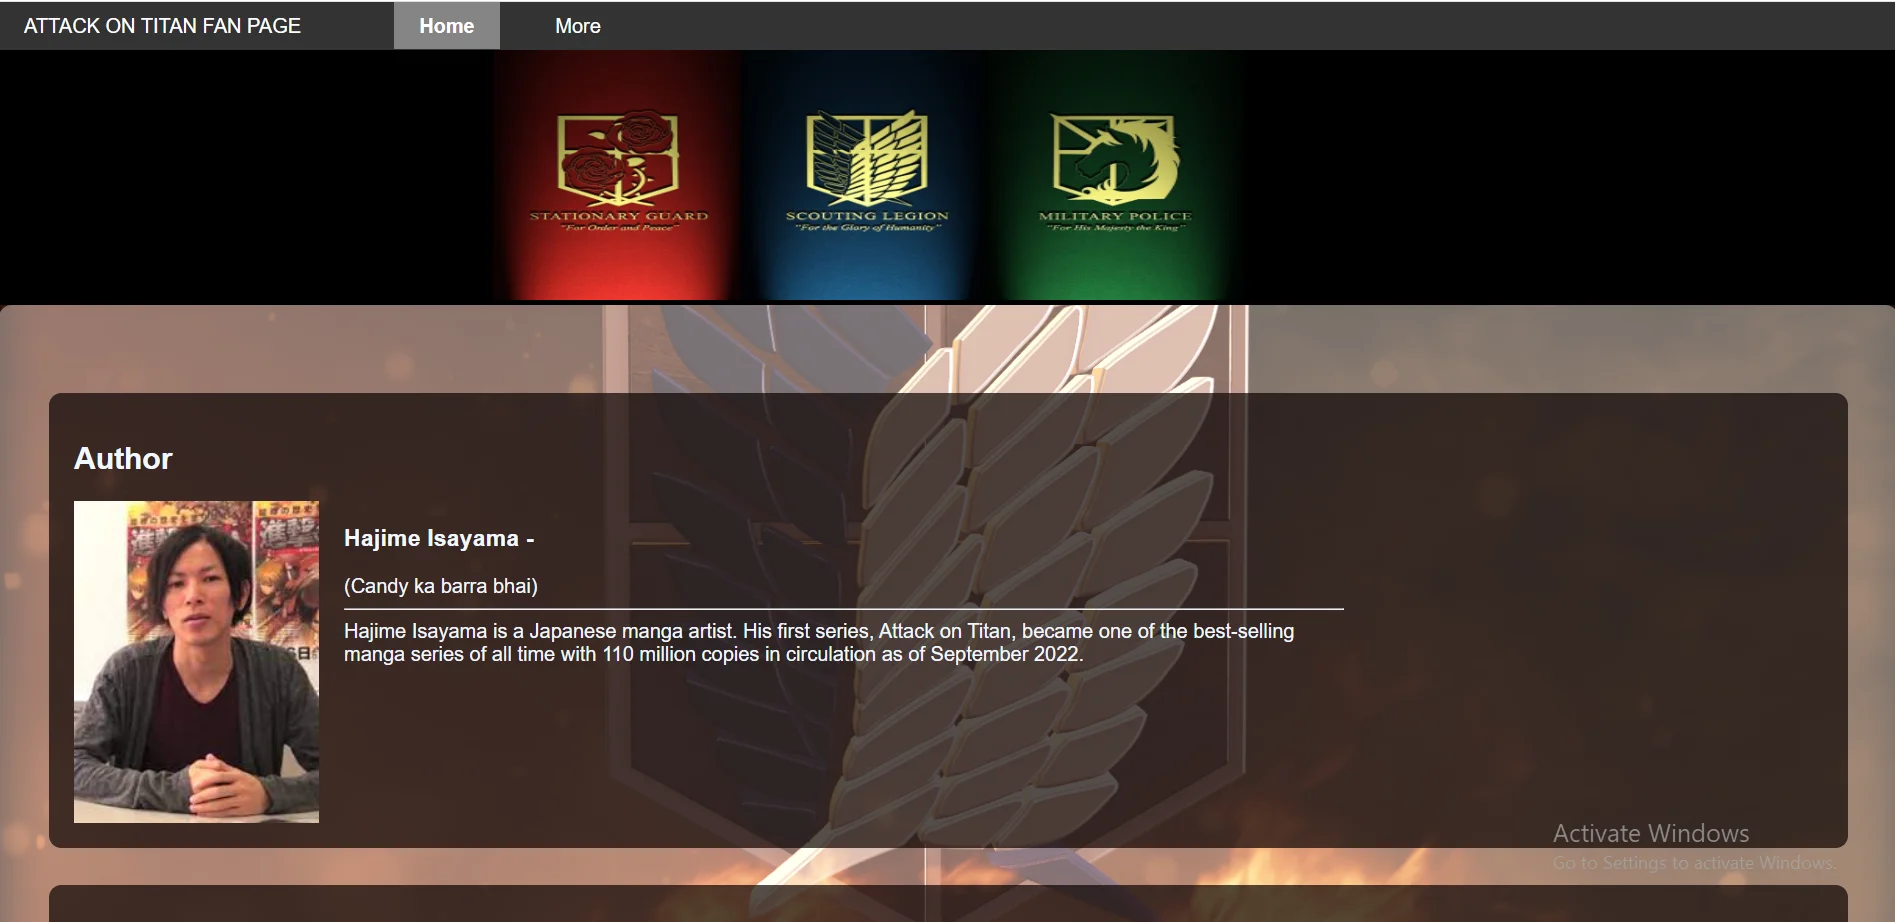 ATTACK ON TITAN FAN PAGE
Home
More
STATIONARY GUARD
"For Order and Peace"
SCOUTING LEGION
"For the Glory of Humanity"
MILITARY POLICE
"For His Majesty the King"
Author
Hajime Isayama -
(Candy ka barra bhai)
Hajime Isayama is a Japanese manga artist. His first series, Attack on Titan, became one of the best-selling
manga series of all time with 110 million copies in circulation as of September 2022.
Activate Windows
Go to Settings to activate Windows.